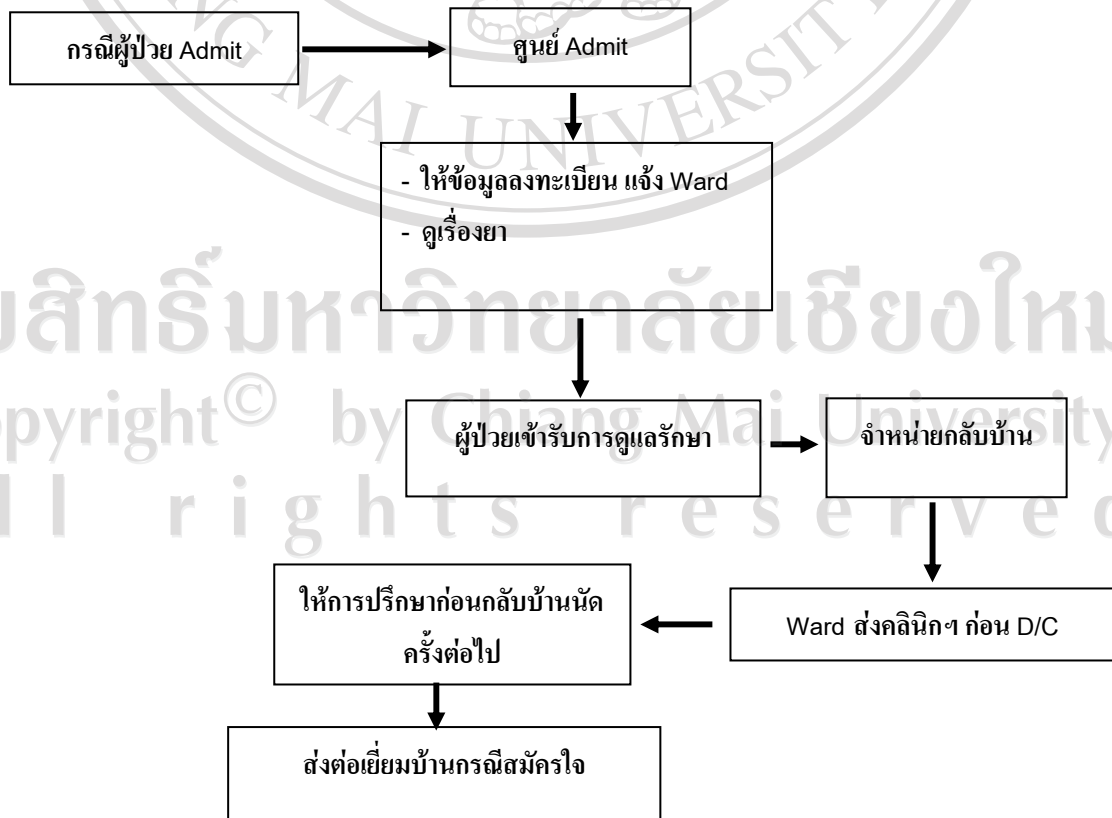 กรณีผู้ป่วย Admit
ศูนย์ Admit
MAI UNIVERSIT
- ให้ข้อมูลลงทะเบียน แจ้ง Ward
- ดูเรื่องยา
สิทธิ์มหาวิทยาลัยเชียงใหม่
opyright© by Chiang Mai University
ผู้ป่วยเข้ารับการดูแลรักษา
จำหน่ายกลับบ้าน
rights reserved
ให้การปรึกษาก่อนกลับบ้านนัด
ครั้งต่อไป
Ward ส่งคลินิกฯ ก่อน D/C
ส่งต่อเยี่ยมบ้านกรณีสมัครใจ